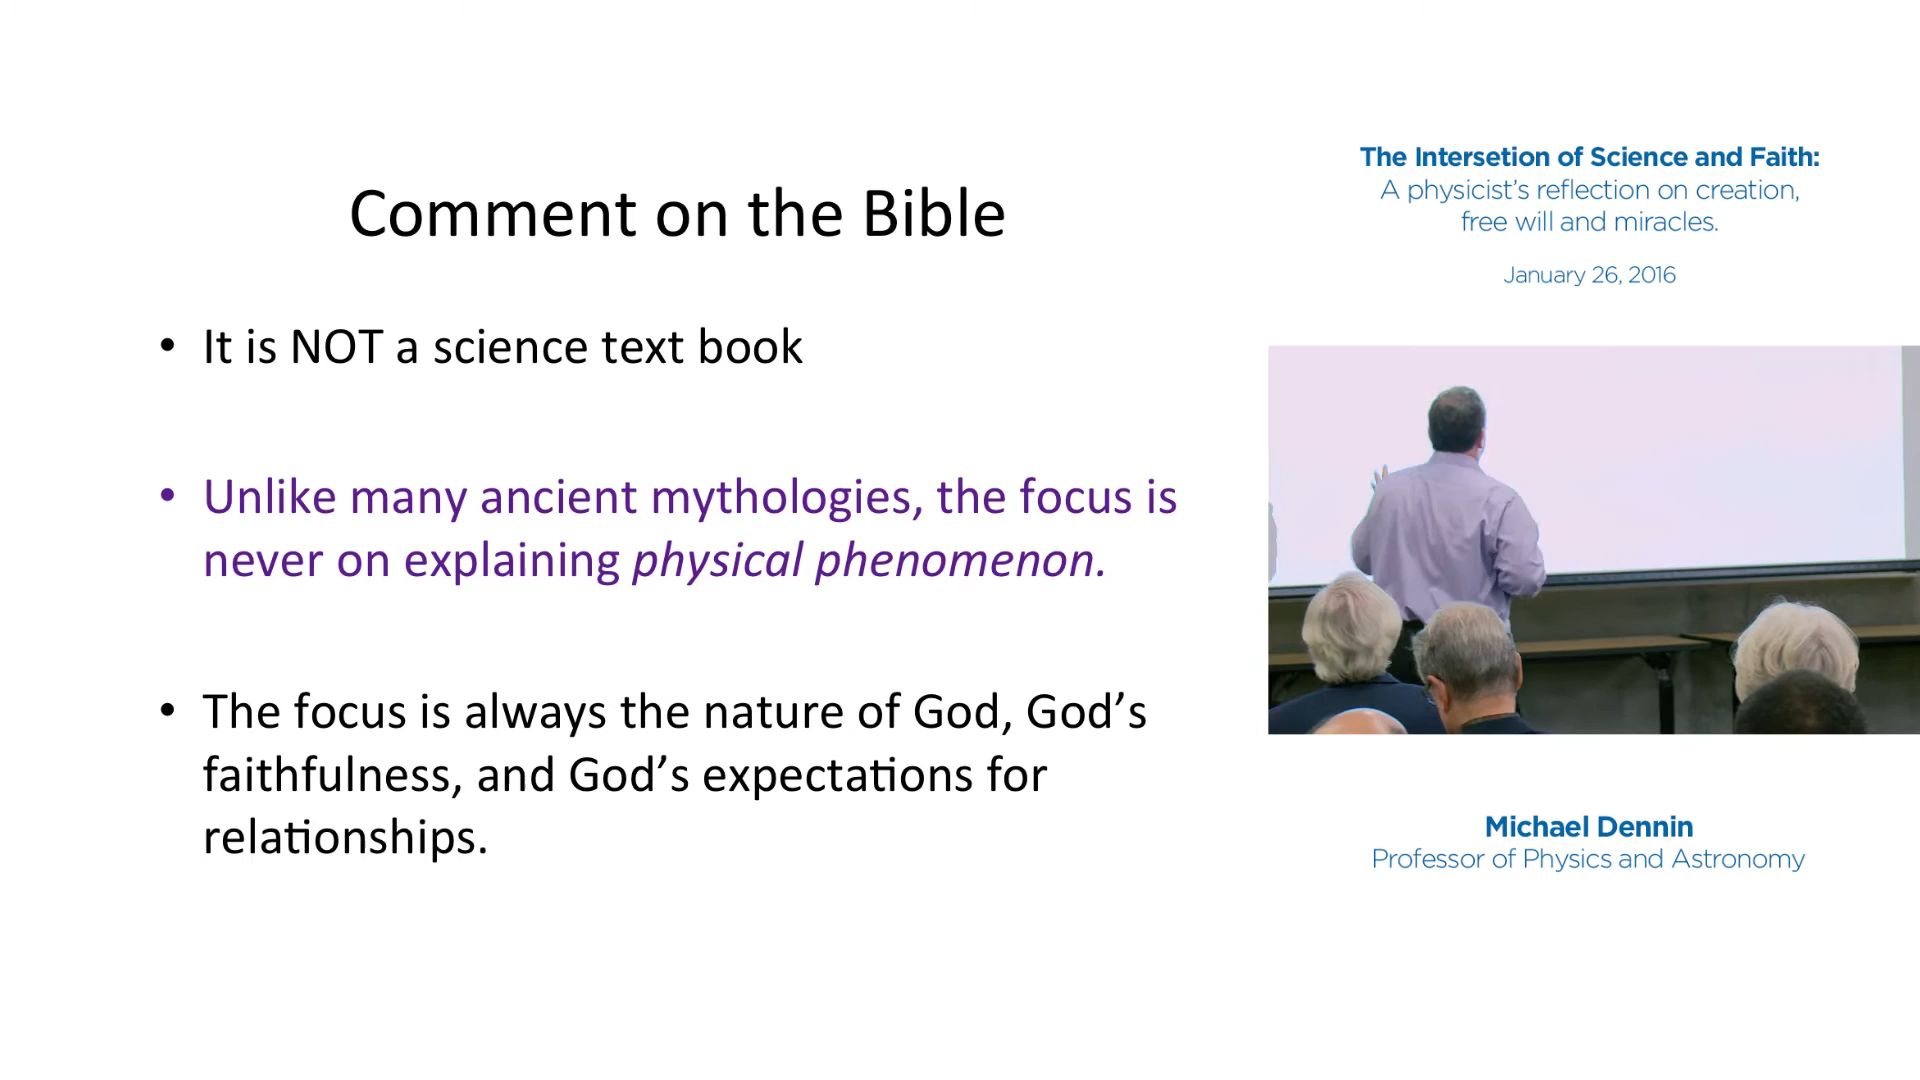 Comment on the Bible
• It is NOT a science text book
• Unlike many ancient mythologies, the focus is
never on explaining physical phenomenon.
• The focus is always the nature of God, God’s
faithfulness, and God’s expectations for
relationships.
The Intersetion of Science and Faith:
A physicist’s reflection on creation,
free will and miracles.
January 26, 2016
Michael Dennin
Professor of Physics and Astronomy